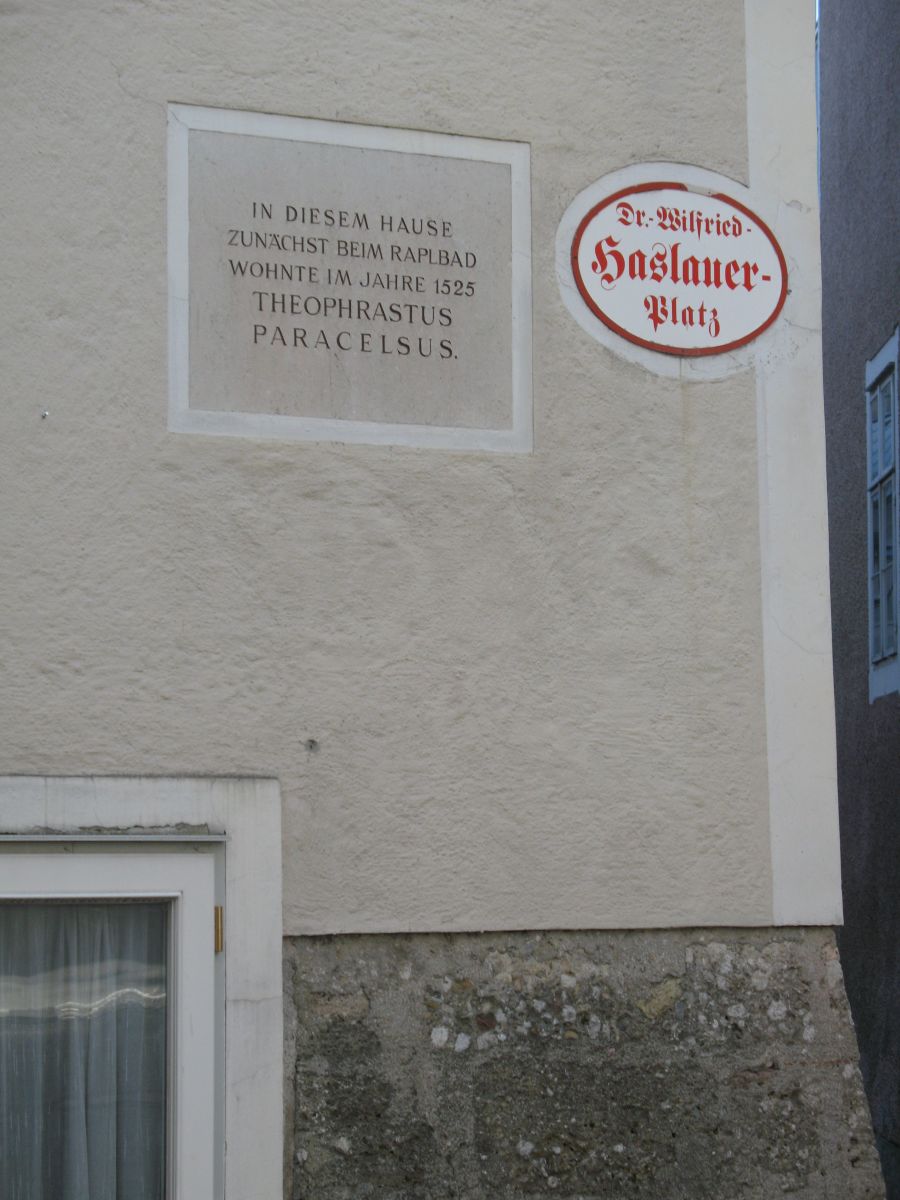 IN DIESEM HAUSE
ZUNÄCHST BEIM RAPLBAD
WOHNTE IM JAHRE 1525
THEOPHRASTUS
PARACELSUS.
Dr.-Wilfried-
Haslauer-
Platz